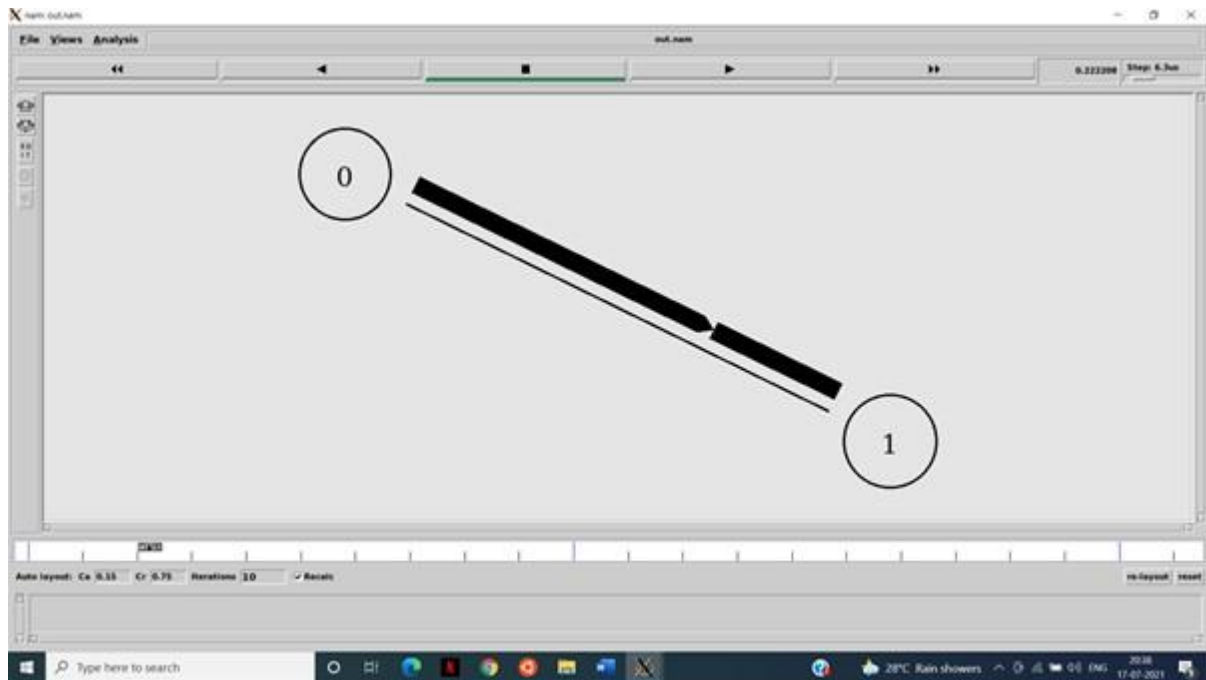 nam: out.nam
File Views Analysis
out.nam
0.222208
Step: 6.3us
0
1
Auto layout: Ca 0.15 Cr 0.75 Iterations 10 Recalc
re-layout reset
Type here to search
28°C Rain showers
ENG
20:38
17-07-2021